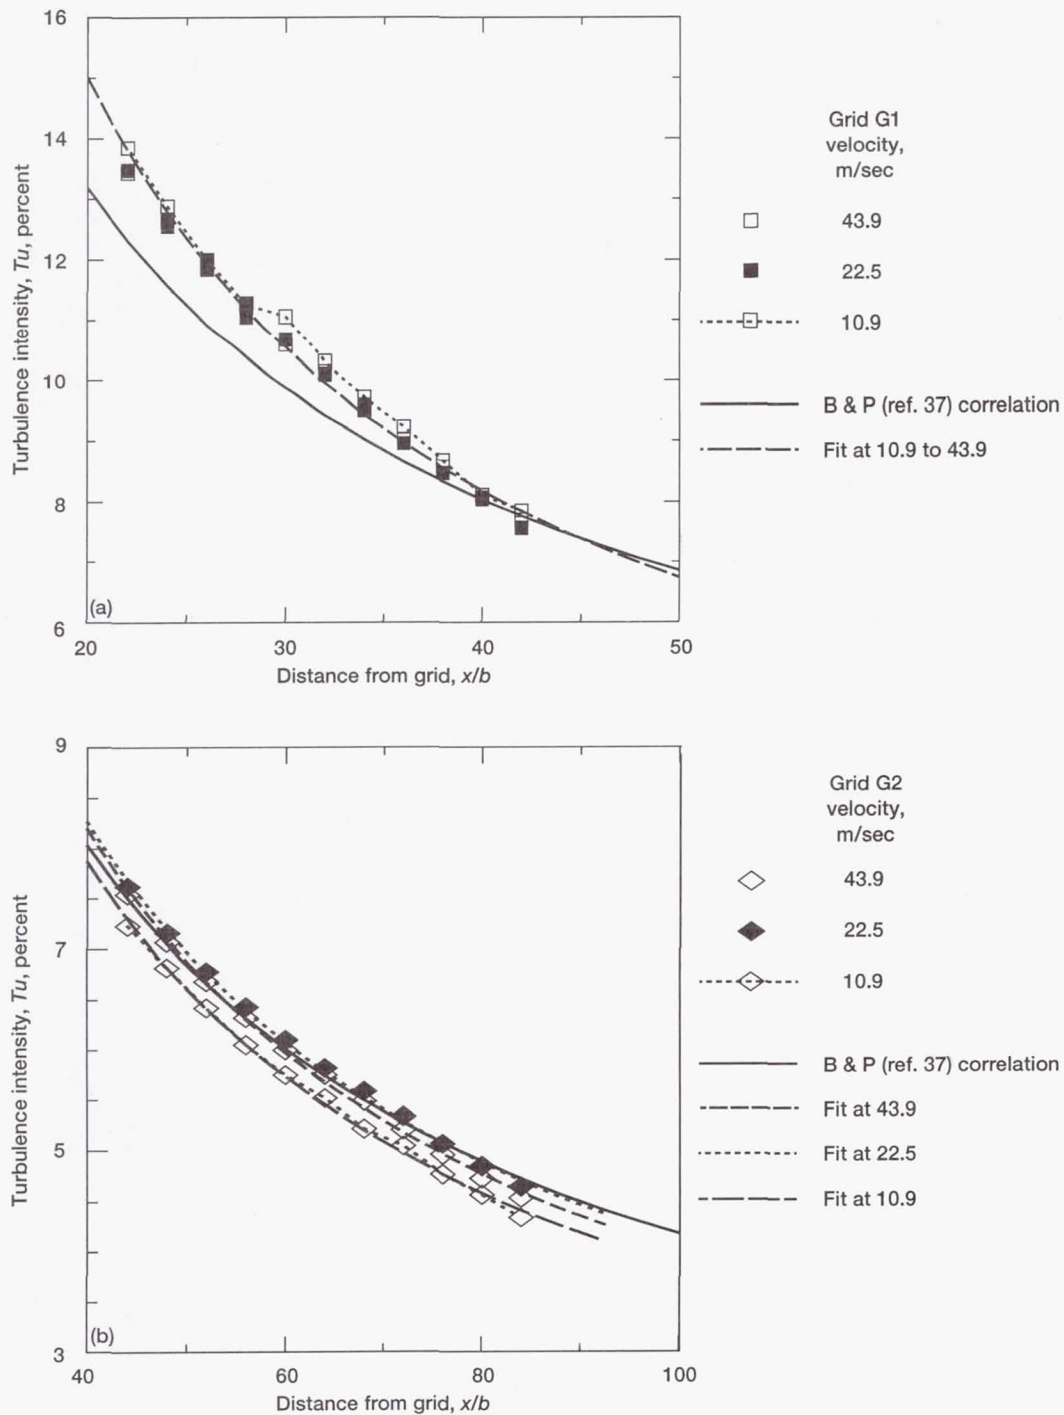 16
14
12
10
8
6
Turbulence intensity, Tu, percent
(a)
20
30
40
50
Distance from grid, x/b
Grid G1
velocity,
m/sec
43.9
22.5
10.9
B & P (ref. 37) correlation
Fit at 10.9 to 43.9
9
7
5
3
Turbulence intensity, Tu, percent
(b)
40
60
80
100
Distance from grid, x/b
Grid G2
velocity,
m/sec
43.9
22.5
10.9
B & P (ref. 37) correlation
Fit at 43.9
Fit at 22.5
Fit at 10.9